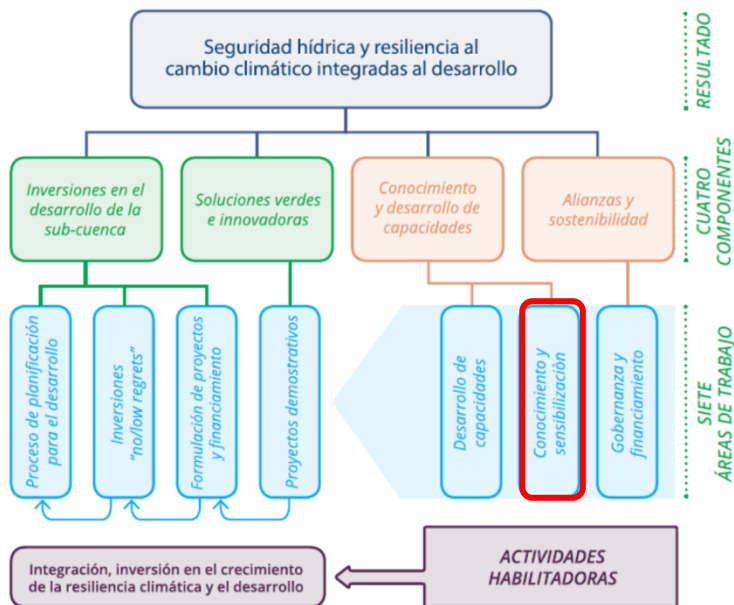 Seguridad hídrica y resiliencia al
cambio climático integradas al desarrollo
RESULTADO
Inversiones en el
desarrollo de la
sub-cuenca
Soluciones verdes
e innovadoras
Conocimiento
y desarrollo de
capacidades
Alianzas y
sostenibilidad
CUATRO
COMPONENTES
Proceso de planificación
para el desarrollo
Inversiones
“no/low regrets”
Formulación de proyectos
y financiamiento
Proyectos demostrativos
Desarrollo de
capacidades
Conocimiento y
sensibilizaciòn
Gobernanza y
financiamiento
SIETE
ÁREAS DE TRABAJO
Integración, inversión en el crecimiento
de la resiliencia climática y el desarrollo
ACTIVIDADES
HABILITADORAS